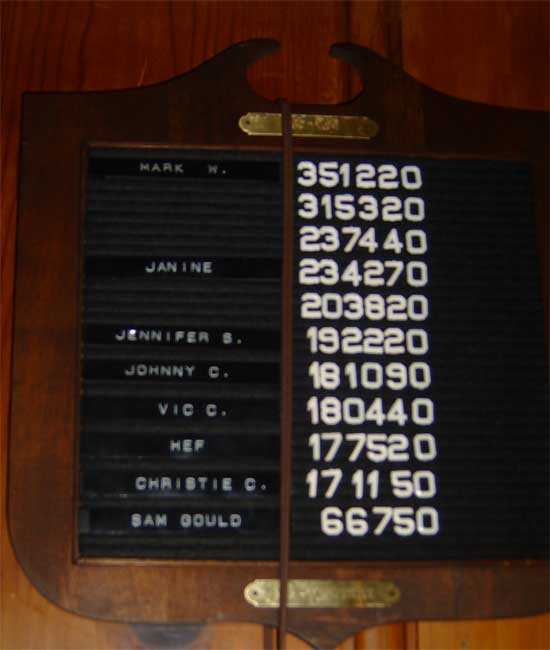 MARK W. 351220
315320
237440
JANINE 234270
203820
JENNIFER S. 192220
JOHNNY C. 181090
VIC C. 180440
HEF 177520
CHRISTIE C. 171150
SAM GOULD 66750